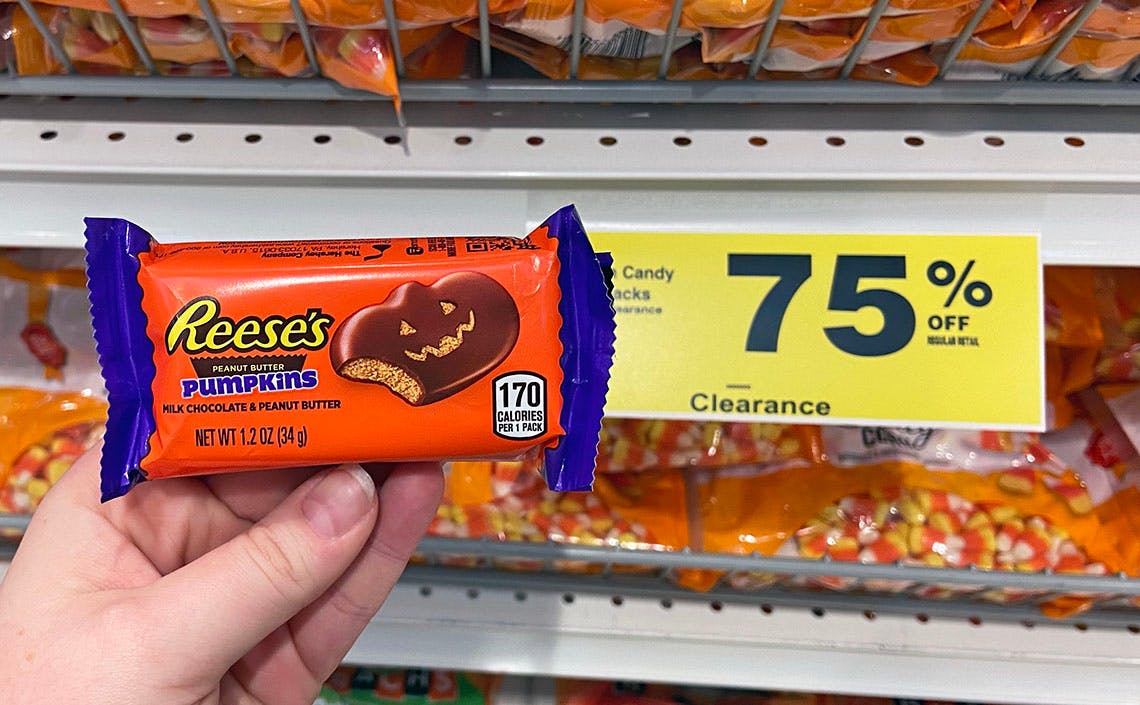 The Hershey Company
Reese's
PEANUT BUTTER
PUMPKINS
MILK CHOCOLATE & PEANUT BUTTER
NET WT 1.2 OZ (34 g)
170
CALORIES
PER 1 PACK
Candy
acks
earance
75%
OFF
REGULAR RETAIL
Clearance